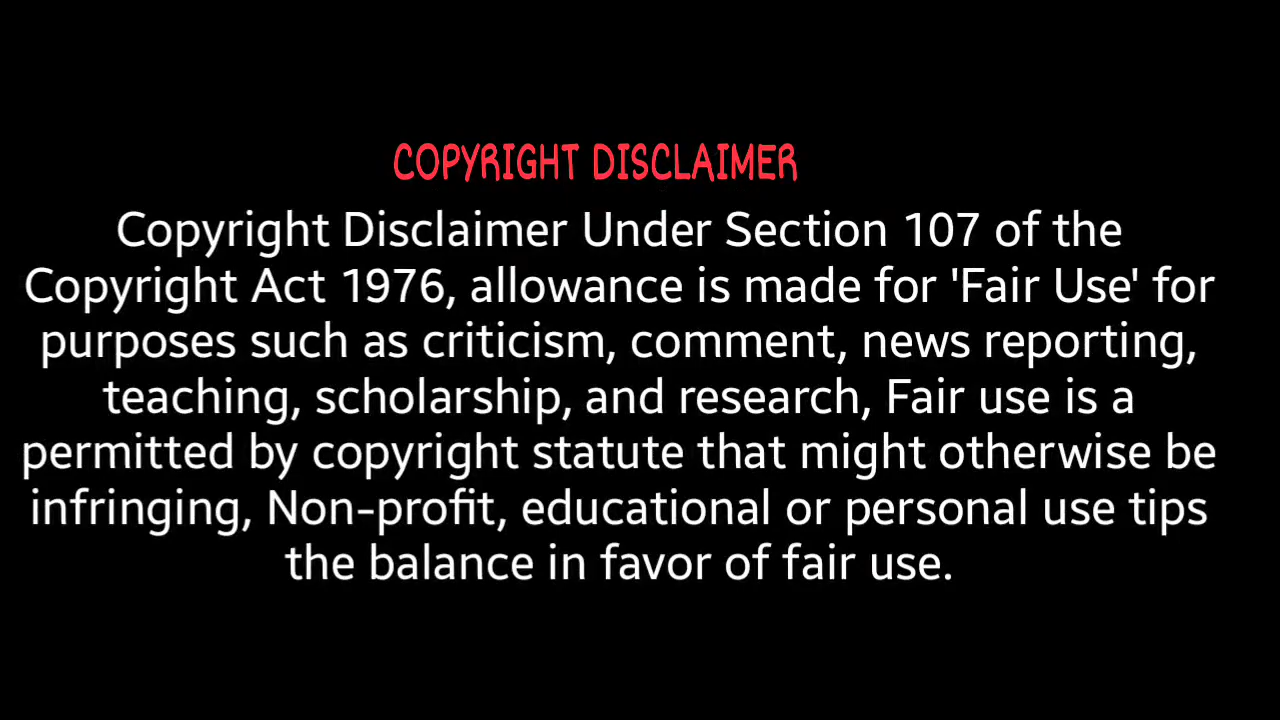 COPYRIGHT DISCLAIMER
Copyright Disclaimer Under Section 107 of the
Copyright Act 1976, allowance is made for 'Fair Use' for
purposes such as criticism, comment, news reporting,
teaching, scholarship, and research, Fair use is a
permitted by copyright statute that might otherwise be
infringing, Non-profit, educational or personal use tips
the balance in favor of fair use.